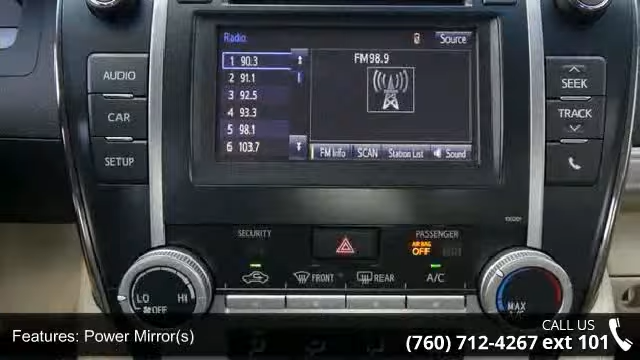 Radio
Source
1 90.3
FM98.9
2 91.1
3 92.5
4 93.3
5 98.1
6 103.7
FM Info SCAN Station List Sound
AUDIO
CAR
SETUP
SEEK
TRACK
SECURITY
PASSENGER
AIR BAG
OFF
FRONT
REAR
A/C
LO HI
OFF
MAX
A/C
Features: Power Mirror(s)
CALL US
(760) 712-4267 ext 101